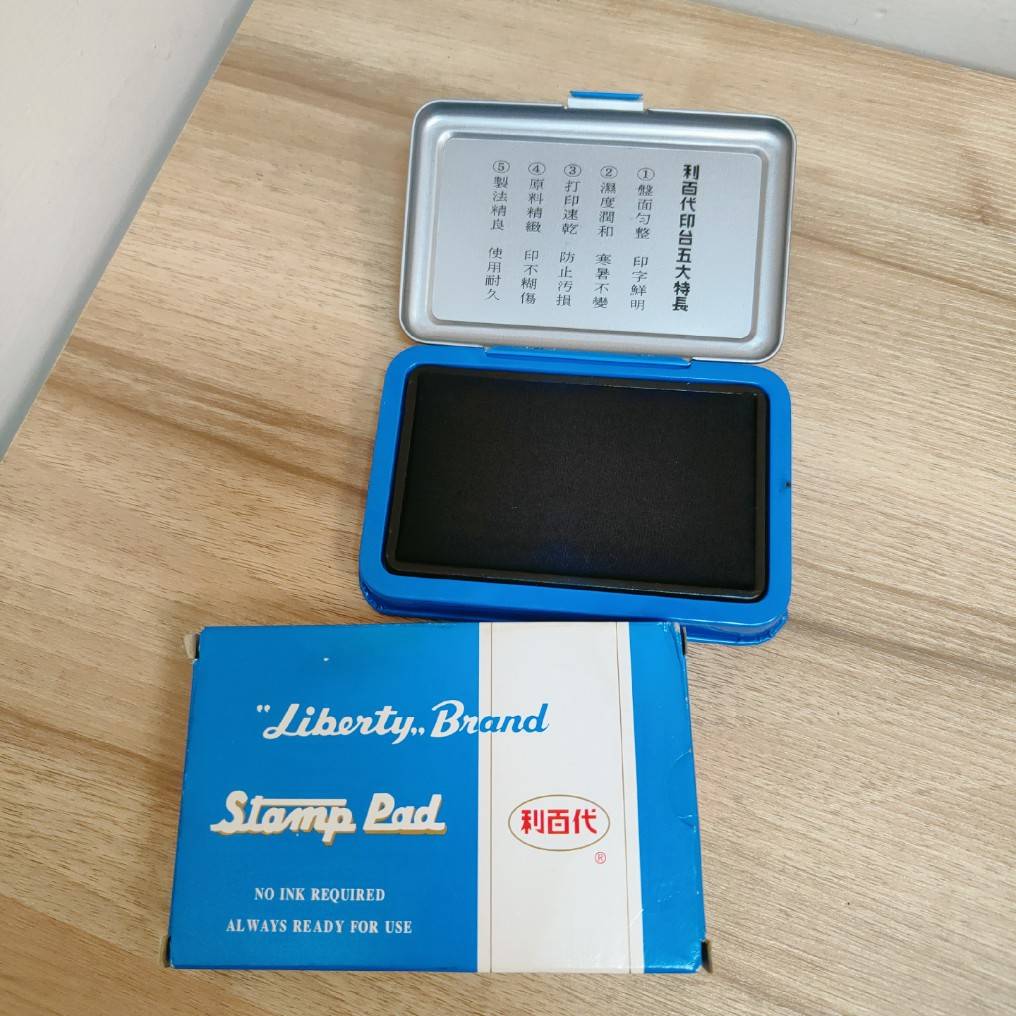 利百代印台五大特長
① 盤面匀整 印字鮮明
② 濕度潤和 寒暑不變
③ 打印速乾 防止汚損
④ 原料精緻 印不糊傷
⑤ 製法精良 使用耐久
"Liberty„ Brand
Stamp Pad
利百代
®
NO INK REQUIRED
ALWAYS READY FOR USE